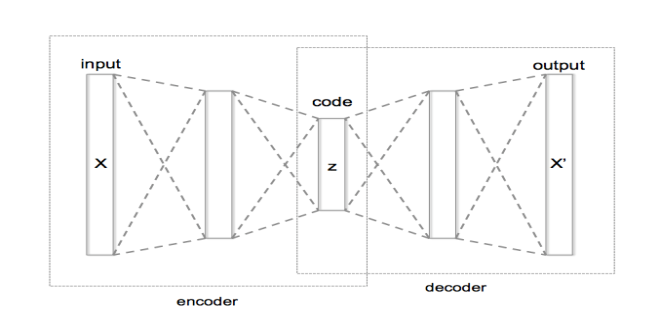 input
output
code
X
z
X'
encoder
decoder